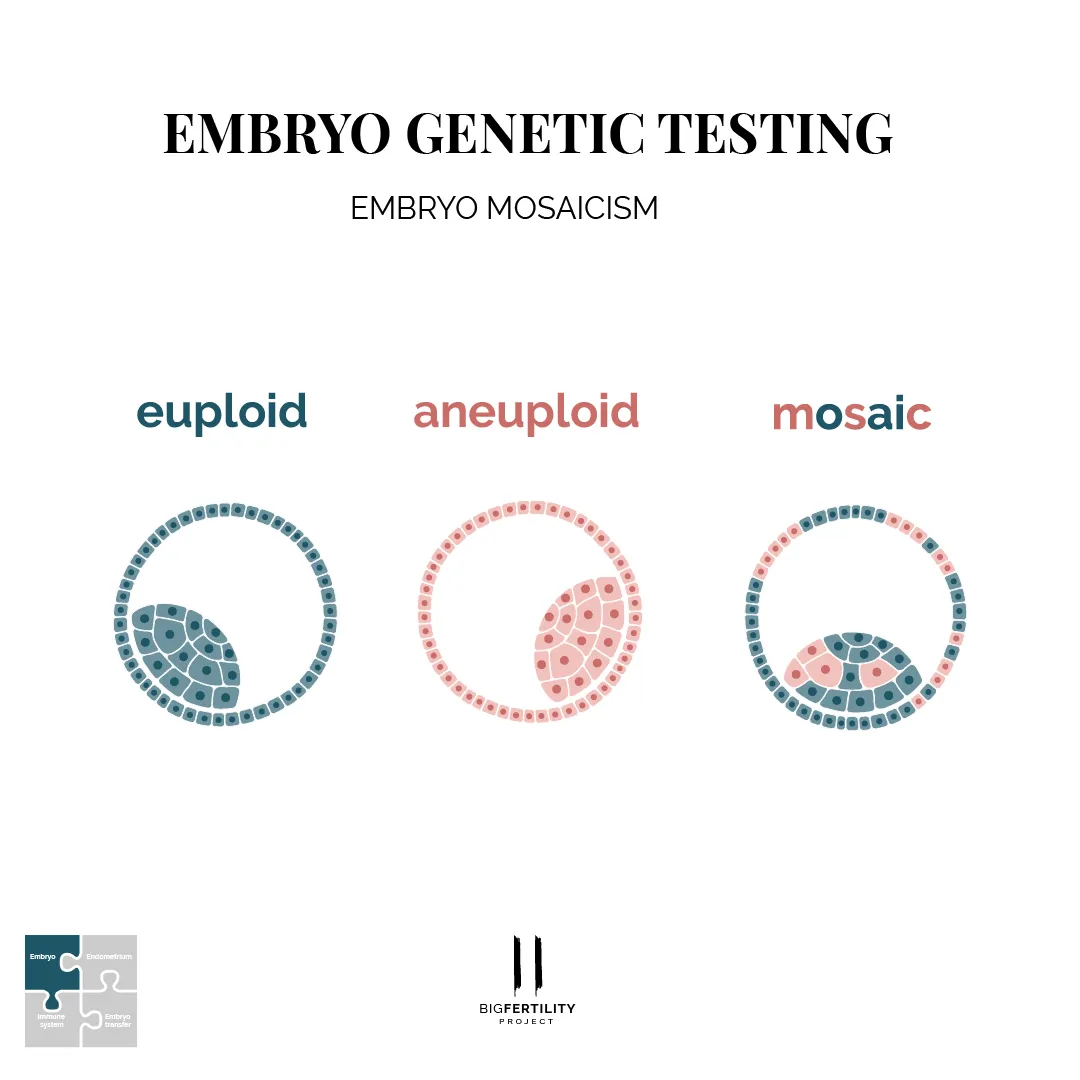 EMBRYO GENETIC TESTING
EMBRYO MOSAICISM
euploid
aneuploid
mosaic
Embryo
Endometrium
Immune
system
Embryo
transfer
BIGFERTILITY
PROJECT